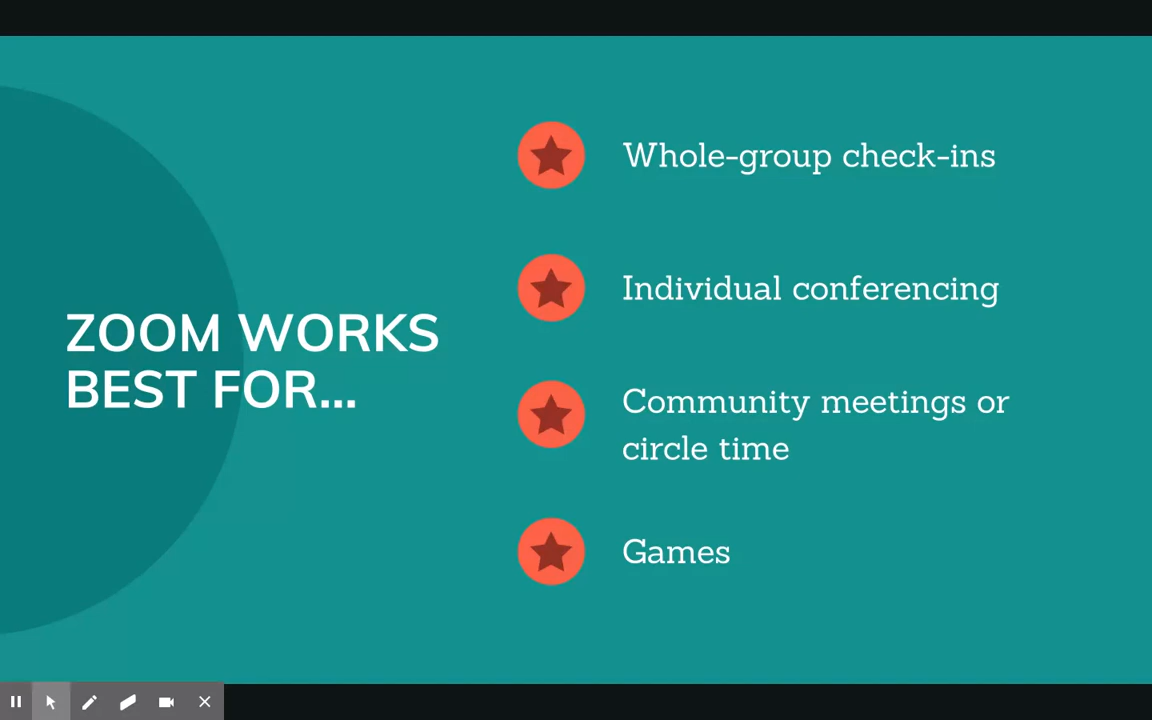 ZOOM WORKS
BEST FOR...
Whole-group check-ins
Individual conferencing
Community meetings or
circle time
Games